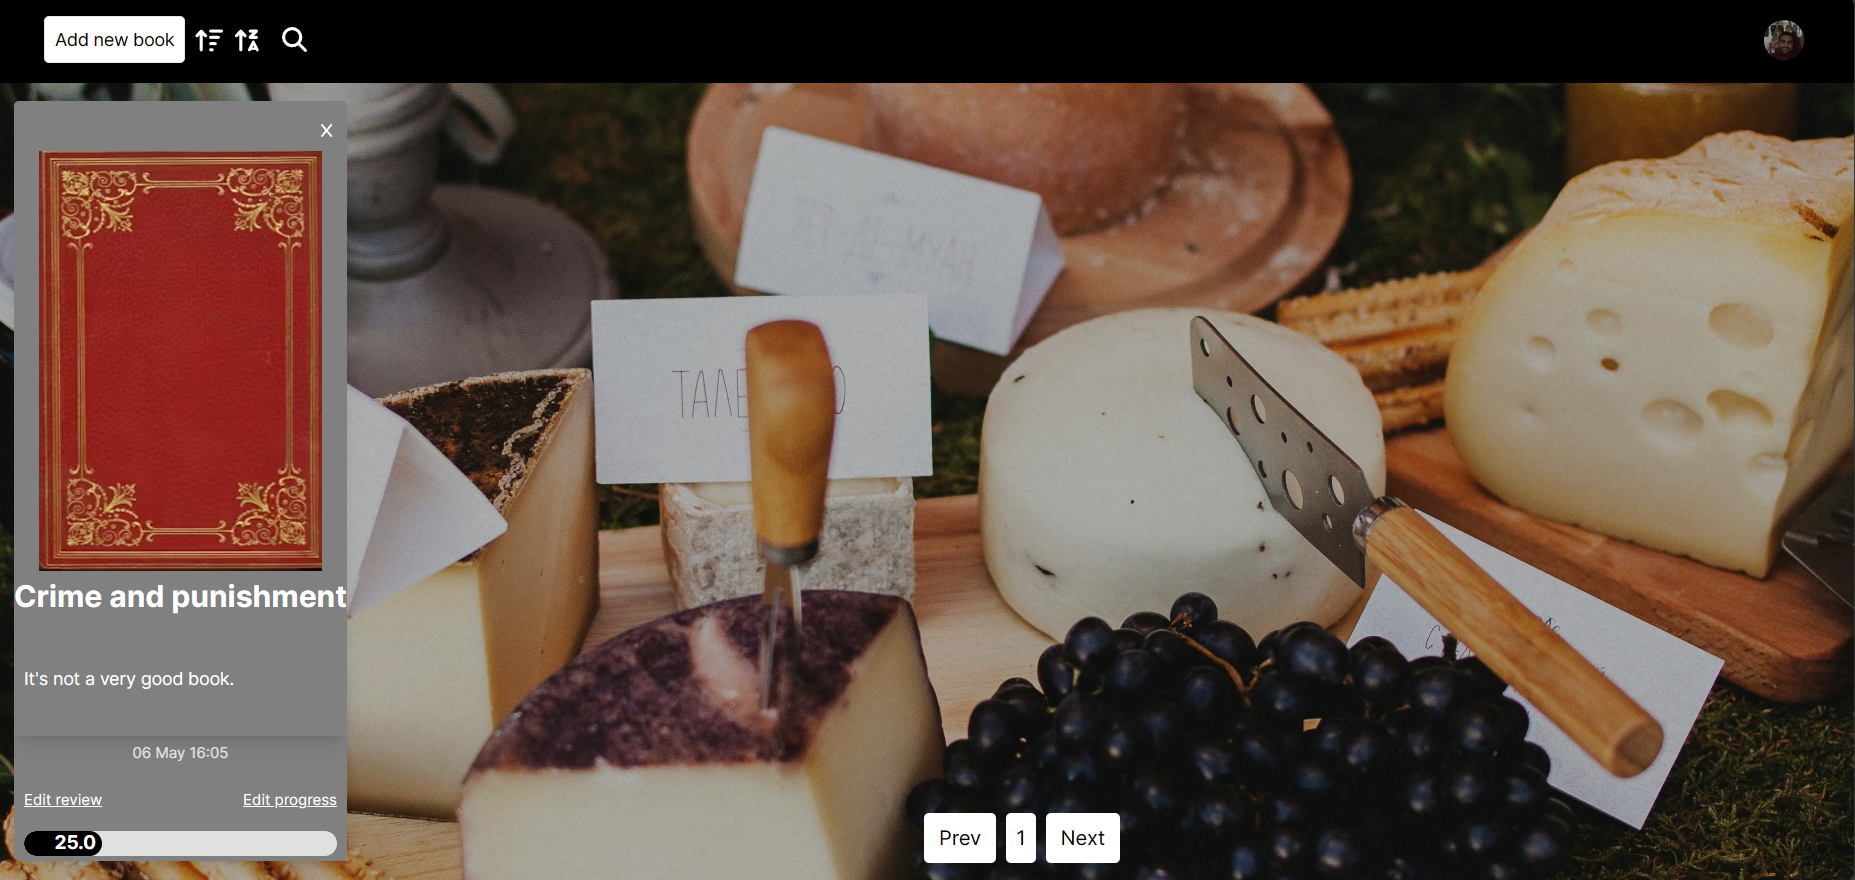 Add new book
X
Crime and punishment
It's not a very good book.
06 May 16:05
Edit review Edit progress
25.0
Prev 1 Next